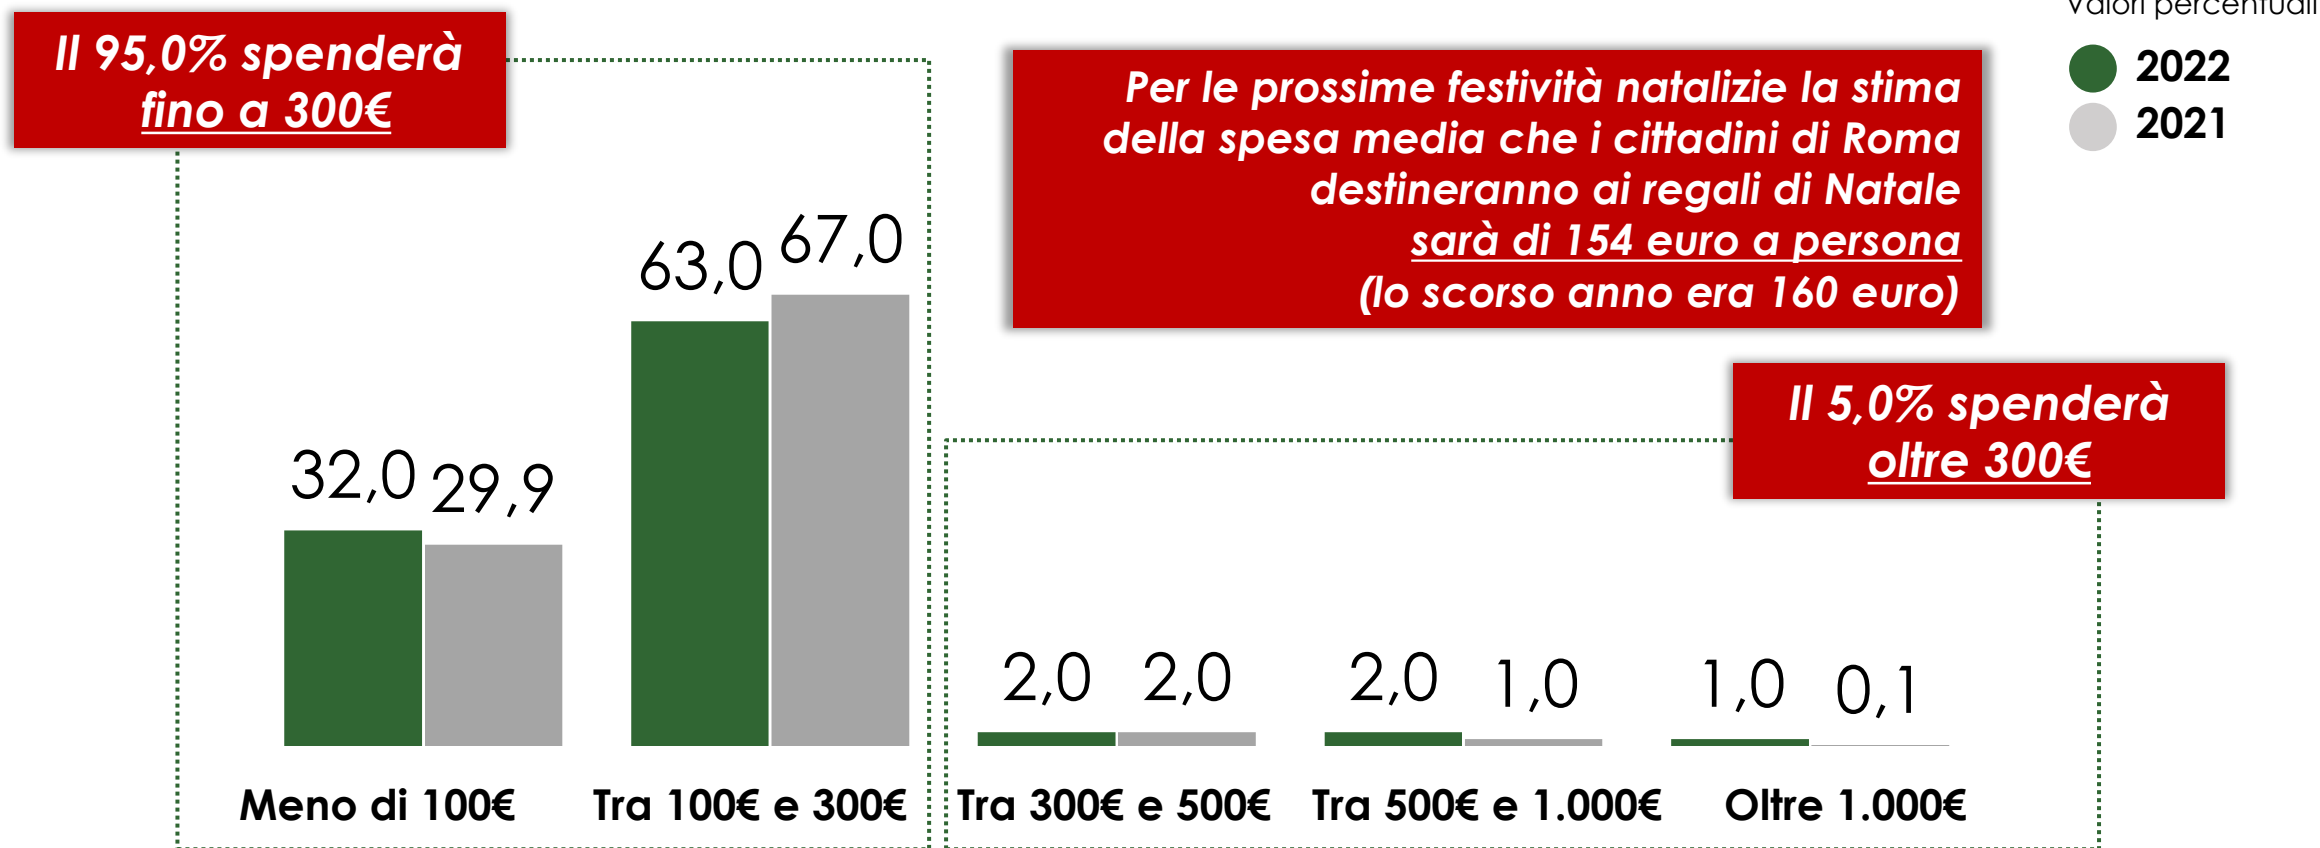 Valori percentuali
Il 95,0% spenderà
fino a 300€
Per le prossime festività natalizie la stima
della spesa media che i cittadini di Roma
destineranno ai regali di Natale
sarà di 154 euro a persona
(lo scorso anno era 160 euro)
2022
2021
Il 5,0% spenderà
oltre 300€
32,0 29,9
63,0 67,0
2,0 2,0
2,0 1,0
1,0 0,1
Meno di 100€
Tra 100€ e 300€
Tra 300€ e 500€
Tra 500€ e 1.000€
Oltre 1.000€